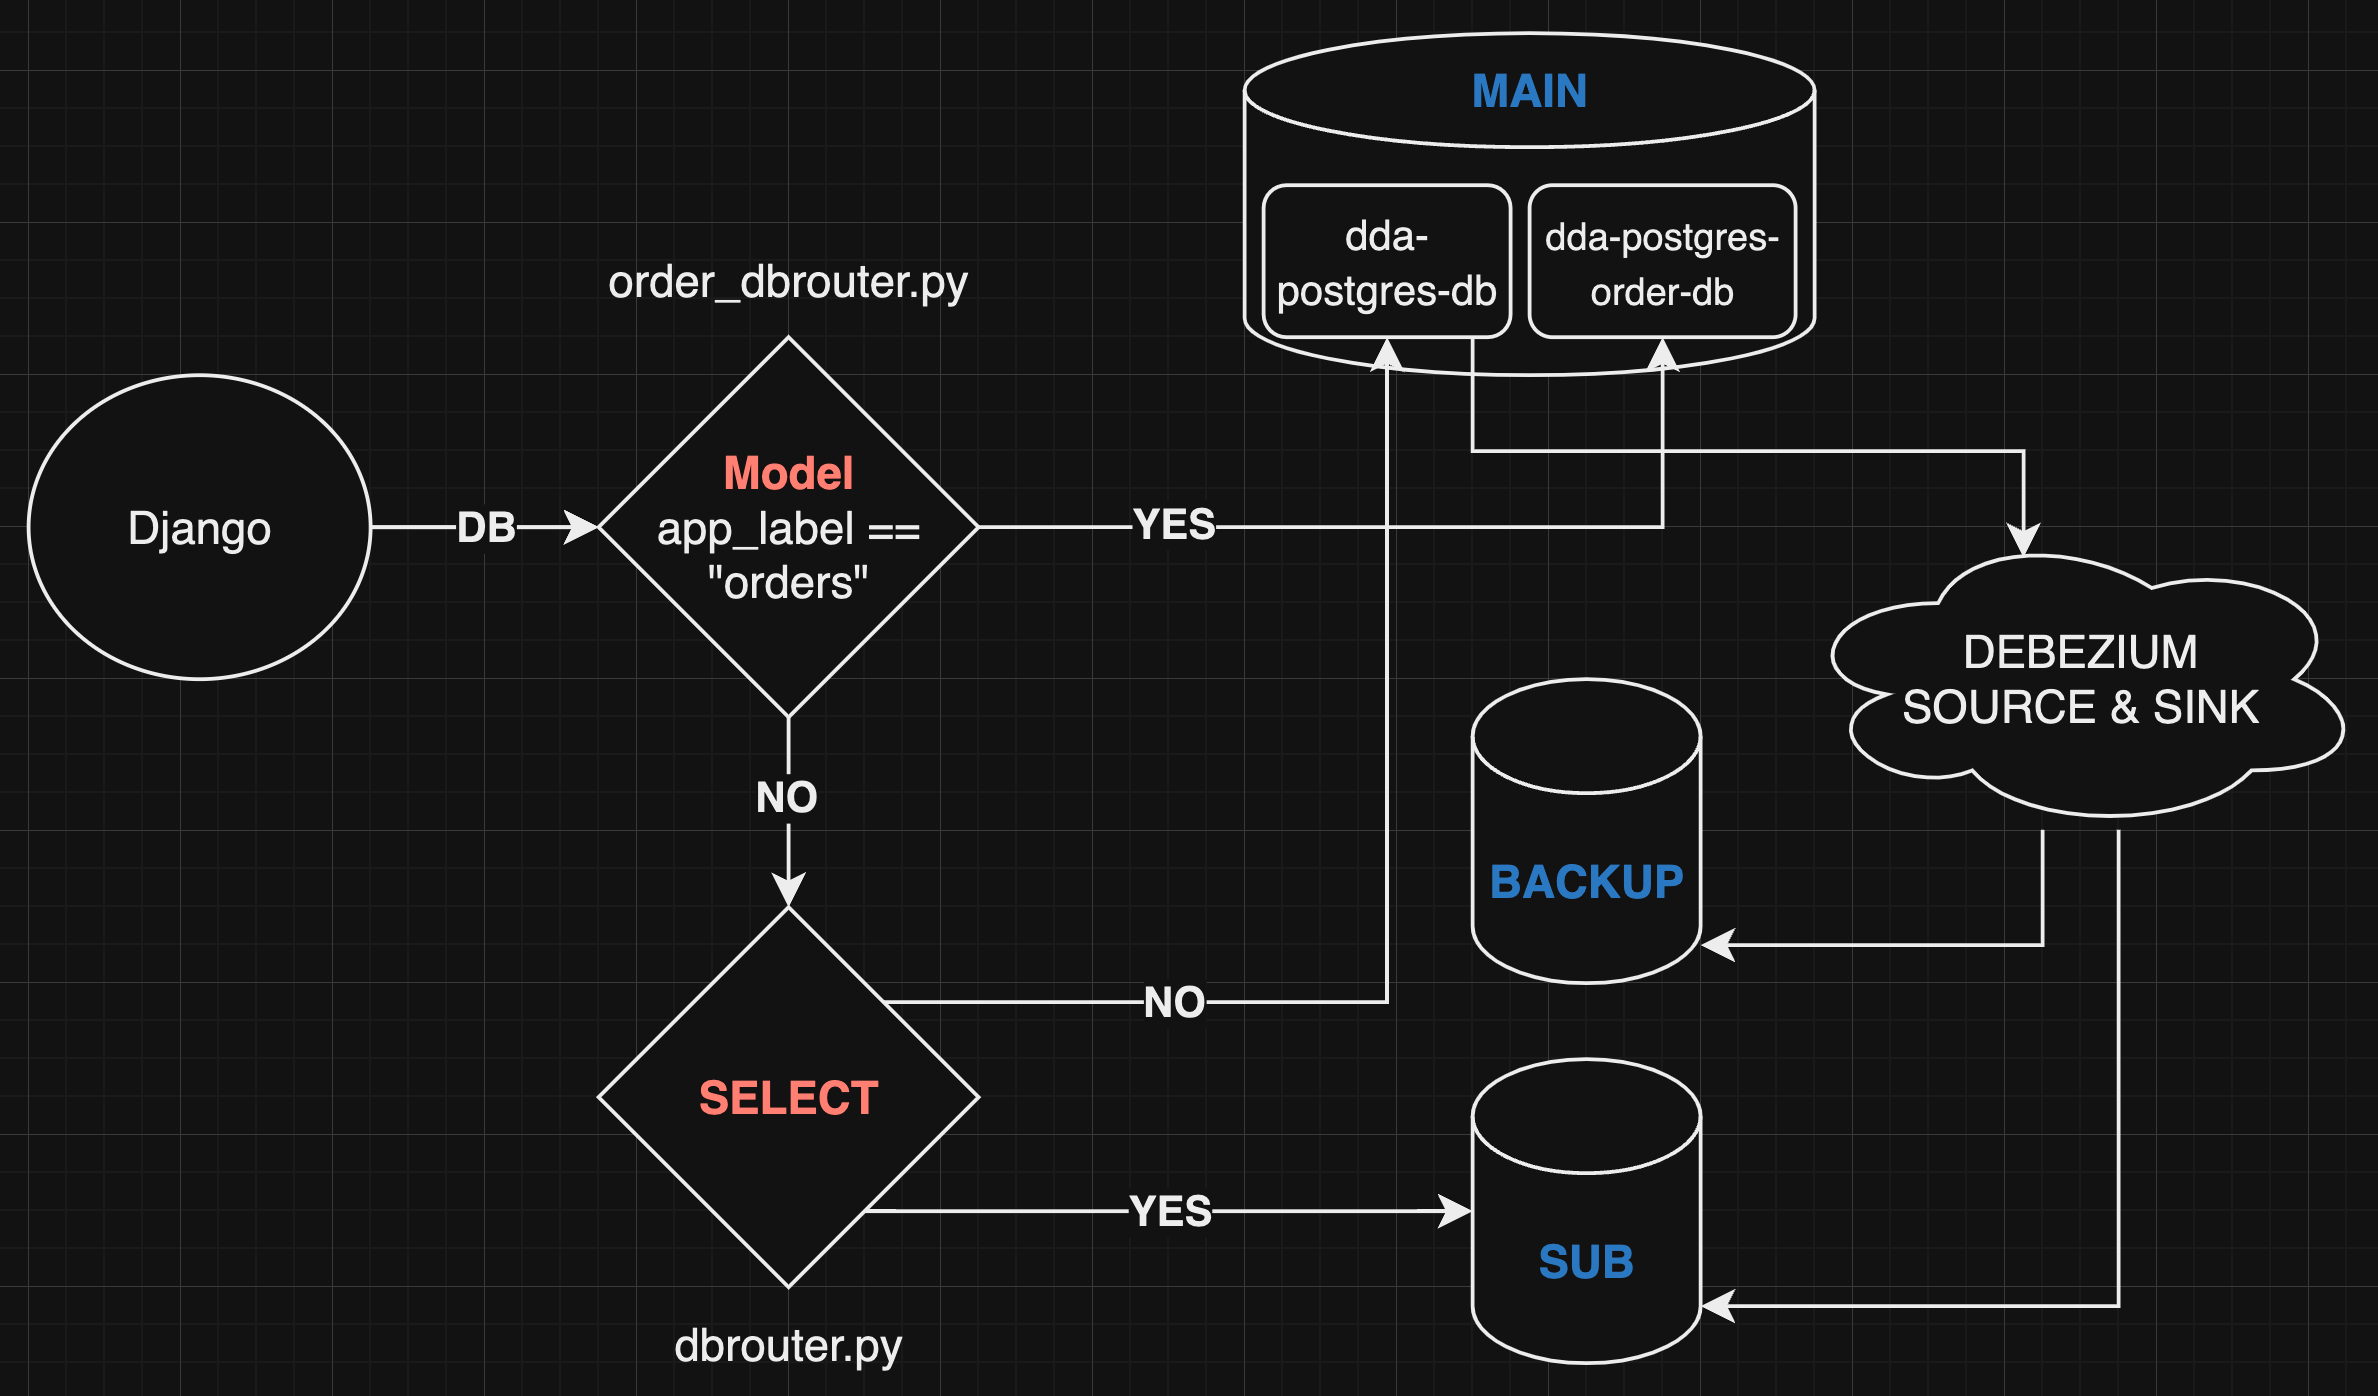 MAIN
dda-
postgres-db
dda-postgres-
order-db
order_dbrouter.py
Model
app_label ==
"orders"
Django
DB
YES
DEBEZIUM
SOURCE & SINK
NO
BACKUP
NO
SELECT
YES
SUB
dbrouter.py